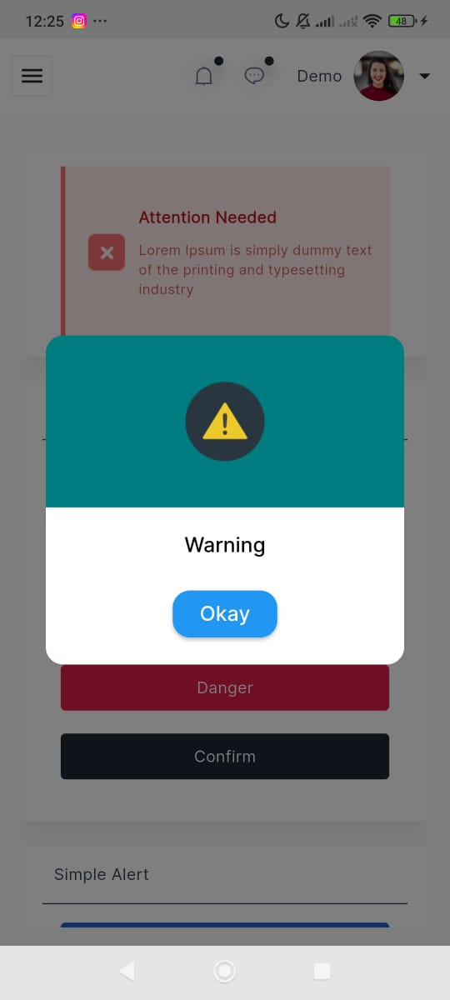 12:25
48
Demo
Attention Needed
Lorem Ipsum is simply dummy text
of the printing and typesetting
industry
Warning
Okay
Danger
Confirm
Simple Alert